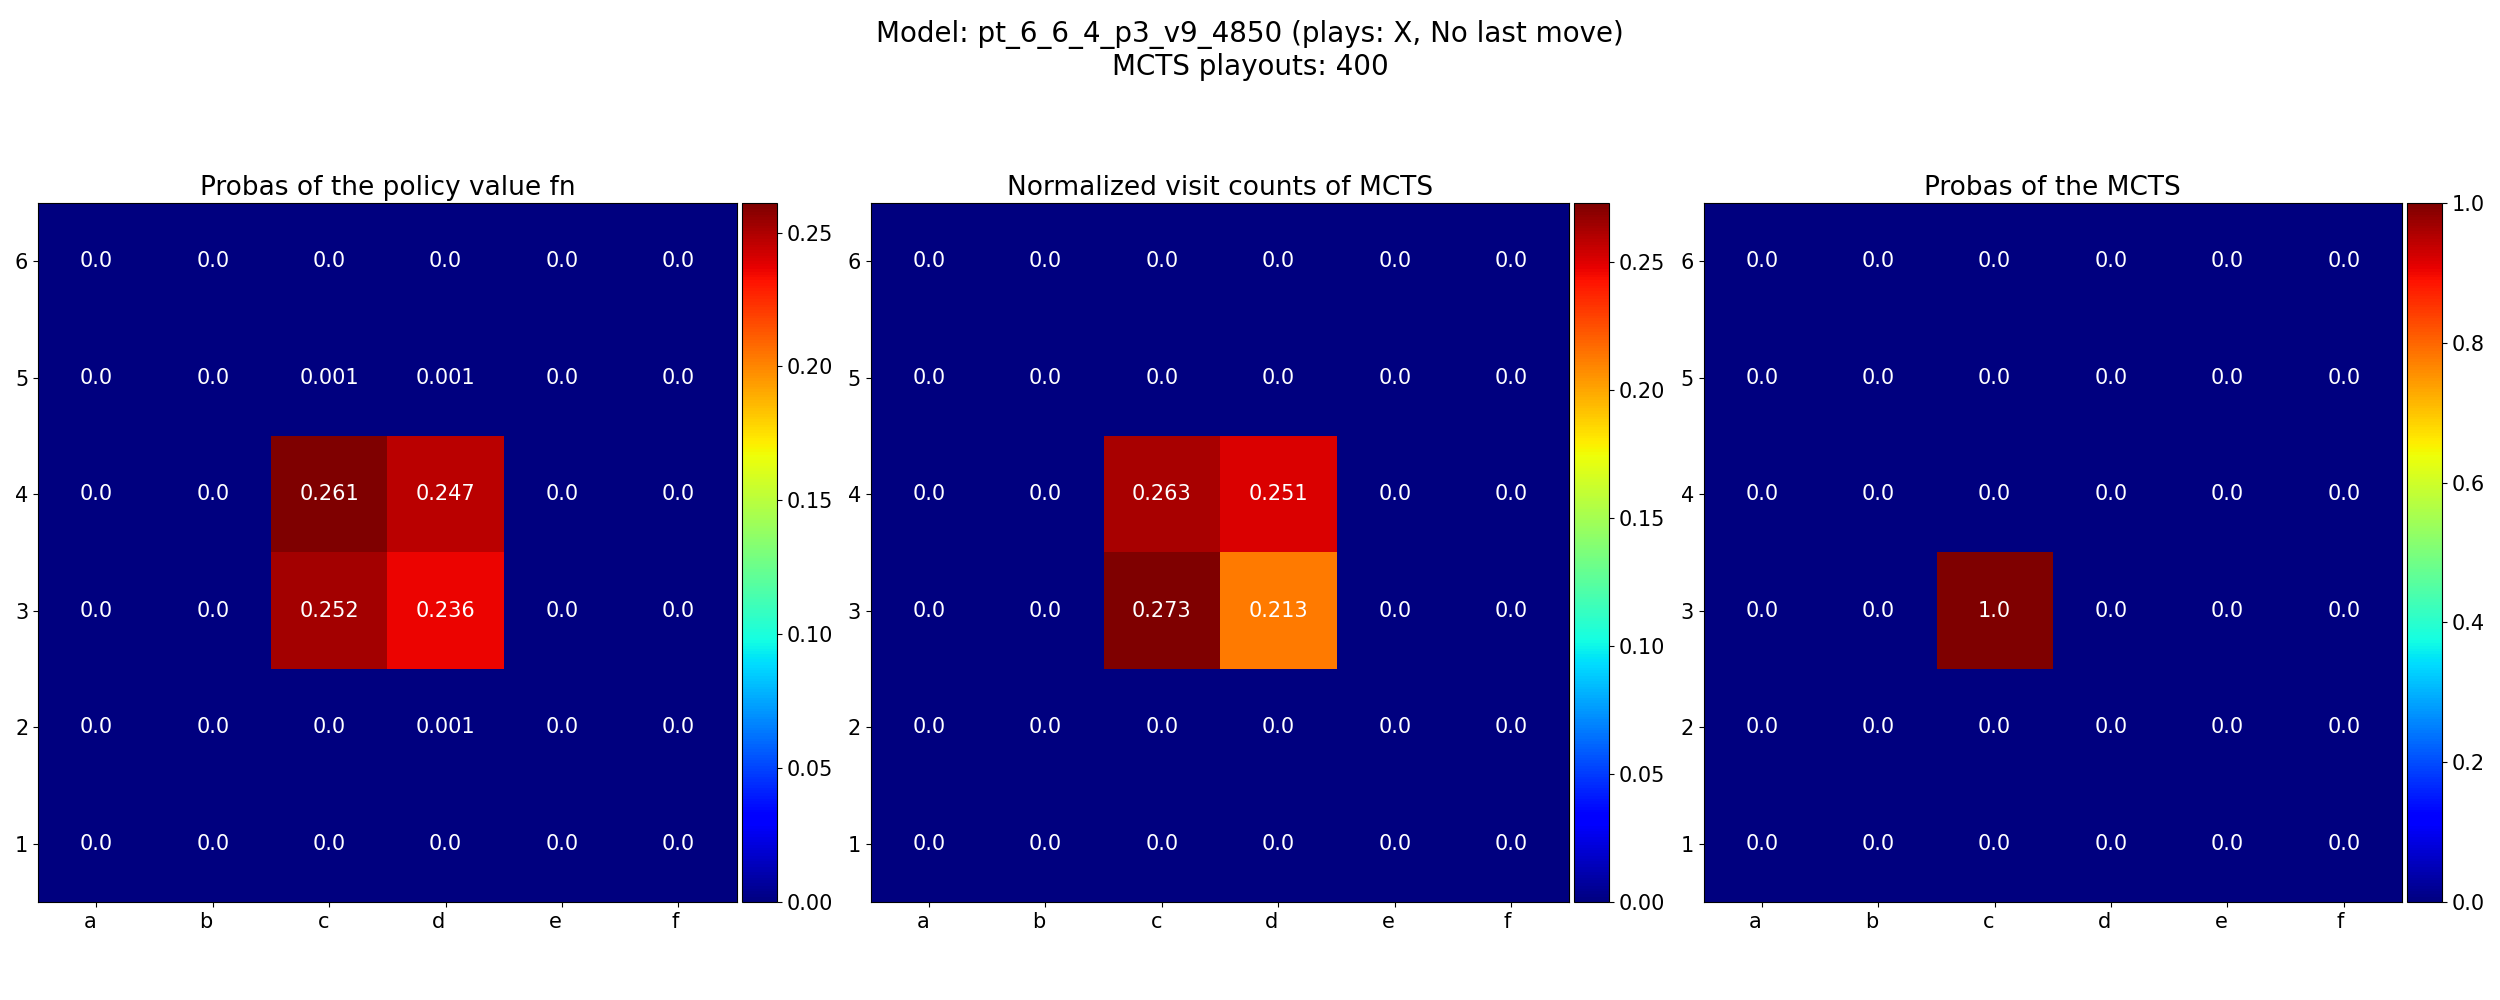 Model: pt_6_6_4_p3_v9_4850 (plays: X, No last move)
MCTS playouts: 400
Probas of the policy value fn
6 0.0 0.0 0.0 0.0 0.0 0.0
5 0.0 0.0 0.001 0.001 0.0 0.0
4 0.0 0.0 0.261 0.247 0.0 0.0
3 0.0 0.0 0.252 0.236 0.0 0.0
2 0.0 0.0 0.0 0.001 0.0 0.0
1 0.0 0.0 0.0 0.0 0.0 0.0
a b c d e f
0.25
0.20
0.15
0.10
0.05
0.00
Normalized visit counts of MCTS
6 0.0 0.0 0.0 0.0 0.0 0.0
5 0.0 0.0 0.0 0.0 0.0 0.0
4 0.0 0.0 0.263 0.251 0.0 0.0
3 0.0 0.0 0.273 0.213 0.0 0.0
2 0.0 0.0 0.0 0.0 0.0 0.0
1 0.0 0.0 0.0 0.0 0.0 0.0
a b c d e f
0.25
0.20
0.15
0.10
0.05
0.00
Probas of the MCTS
6 0.0 0.0 0.0 0.0 0.0 0.0
5 0.0 0.0 0.0 0.0 0.0 0.0
4 0.0 0.0 0.0 0.0 0.0 0.0
3 0.0 0.0 1.0 0.0 0.0 0.0
2 0.0 0.0 0.0 0.0 0.0 0.0
1 0.0 0.0 0.0 0.0 0.0 0.0
a b c d e f
1.0
0.8
0.6
0.4
0.2
0.0